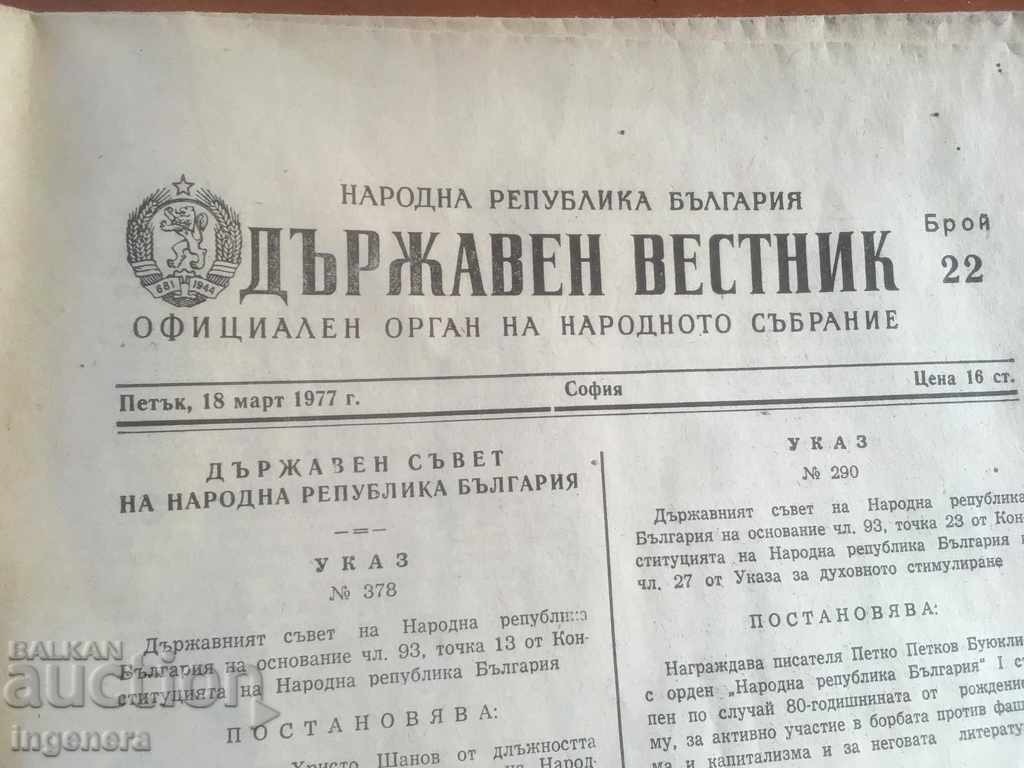 НАРОДНА РЕПУБЛИКА БЪЛГАРИЯ
ДЪРЖАВЕН ВЕСТНИК
ОФИЦИАЛЕН ОРГАН НА НАРОДНОТО СЪБРАНИЕ
Брой
22
681 1944
Петък, 18 март 1977 г. София Цена 16 ст.
ДЪРЖАВЕН СЪВЕТ
НА НАРОДНА РЕПУБЛИКА БЪЛГАРИЯ
УКАЗ
№ 378
Държавният съвет на Народна република
България на основание чл. 93, точка 13 от Кон-
ституцията на Народна република България
ПОСТАНОВЯВА:
Христо Шанов от длъжността
на Народ-
УКАЗ
№ 290
Държавният съвет на Народна република
България на основание чл. 93, точка 23 от Кон-
ституцията на Народна република България и
чл. 27 от Указа за духовното стимулиране
ПОСТАНОВЯВА:
Награждава писателя Петко Петков Буюкли
с орден „Народна република България" I ст
пен по случай 80-годишнината от рождение
му, за активно участие в борбата против фаш
ма и капитализма и за неговата литерату
BALKAN
auction
ingenera